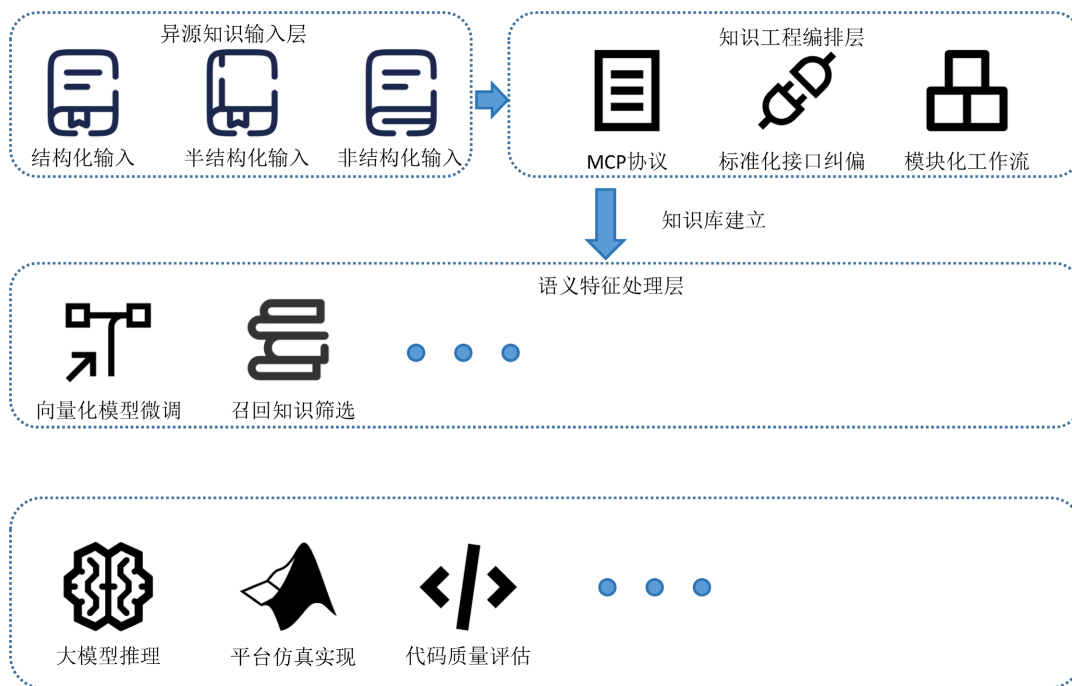 异源知识输入层
结构化输入
半结构化输入
非结构化输入
知识工程编排层
MCP协议
标准化接口纠偏
模块化工作流
知识库建立
语义特征处理层
向量化模型微调
召回知识筛选
大模型推理
平台仿真实现
代码质量评估